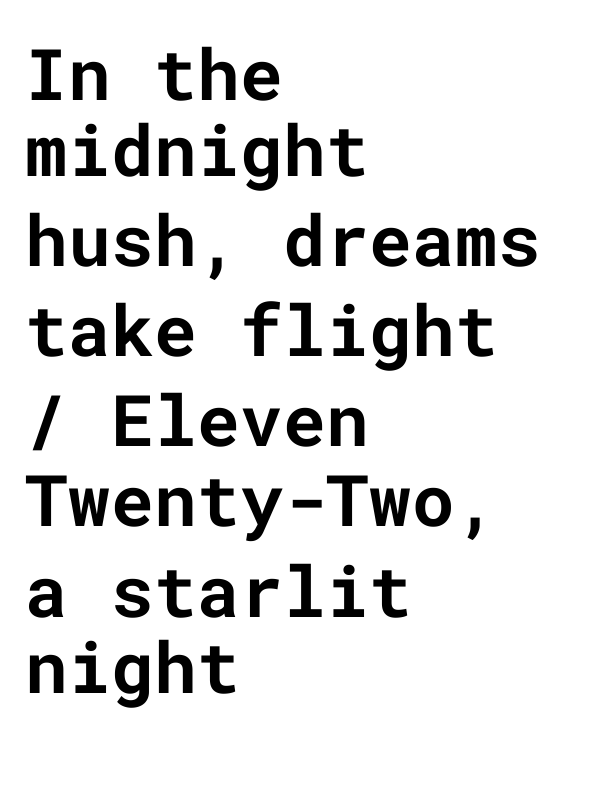 In the
midnight
hush, dreams
take flight
/ Eleven
Twenty-Two,
a starlit
night